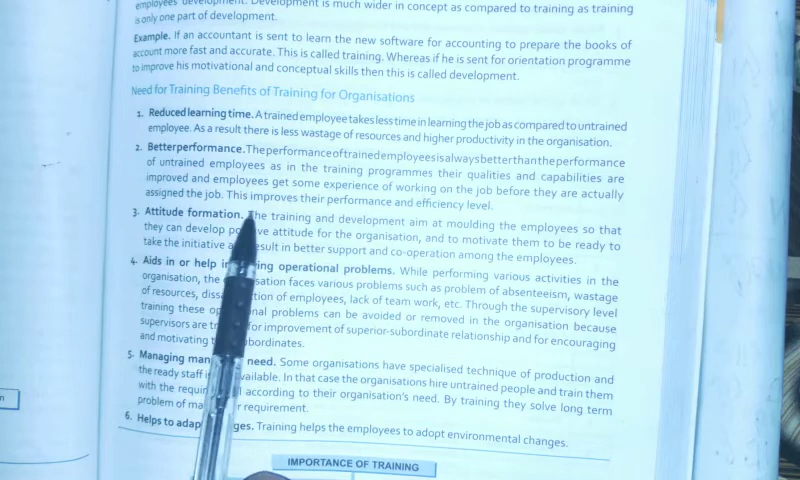 employees development. Development is much wider in concept as compared to training as training
is only one part of development.
Example. If an accountant is sent to learn the new software for accounting to prepare the books of
account more fast and accurate. This is called training. Whereas if he is sent for orientation programme
to improve his motivational and conceptual skills then this is called development.
Need for Training Benefits of Training for Organisations
1. Reduced learning time. A trained employee takes less time in learning the job as compared to untrained
employee. As a result there is less wastage of resources and higher productivity in the organisation.
2. Better performance. The performance of trained employees is always better than the performance
of untrained employees as in the training programmes their qualities and capabilities are
improved and employees get some experience of working on the job before they are actually
assigned the job. This improves their performance and efficiency level.
3. Attitude formation. The training and development aim at moulding the employees so that
they can develop attitude for the organisation, and to motivate them to be ready to
take the initiative result in better support and co-operation among the employees.
4. Aids in or help in operational problems. While performing various activities in the
organisation, the faces various problems such as problem of absenteeism, wastage
of resources, of employees, lack of team work, etc. Through the supervisory level
training these problems can be avoided or removed in the organisation because
supervisors are for improvement of superior-subordinate relationship and for encouraging
and motivating
5. Managing need. Some organisations have specialised technique of production and
the ready staff available. In that case the organisations hire untrained people and train them
with the according to their organisation's need. By training they solve long term
problem of requirement.
6. Helps to Training helps the employees to adopt environmental changes.
IMPORTANCE OF TRAINING